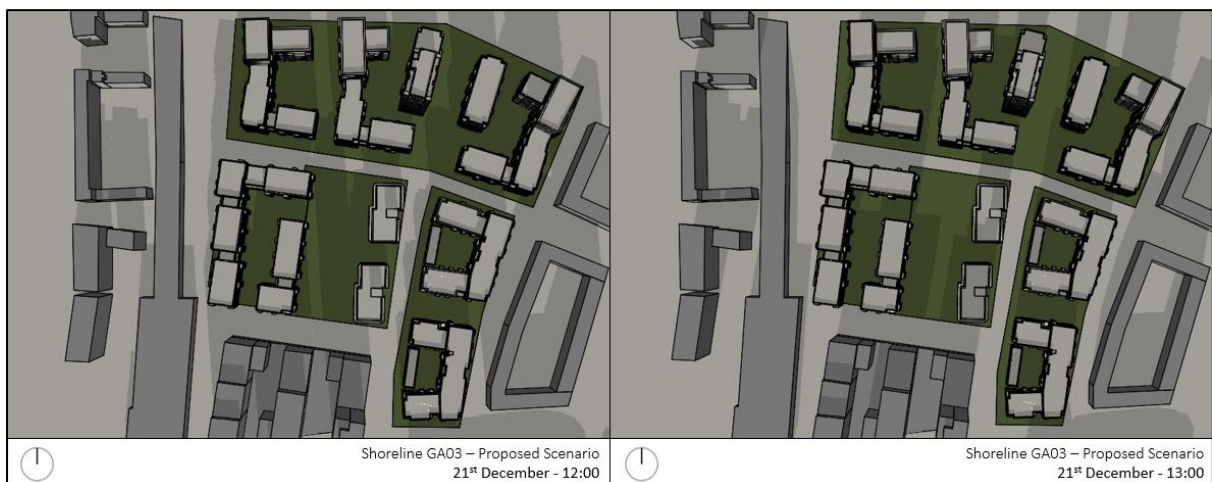 Shoreline GA03 – Proposed Scenario
21st December - 12:00
Shoreline GA03 – Proposed Scenario
21st December - 13:00